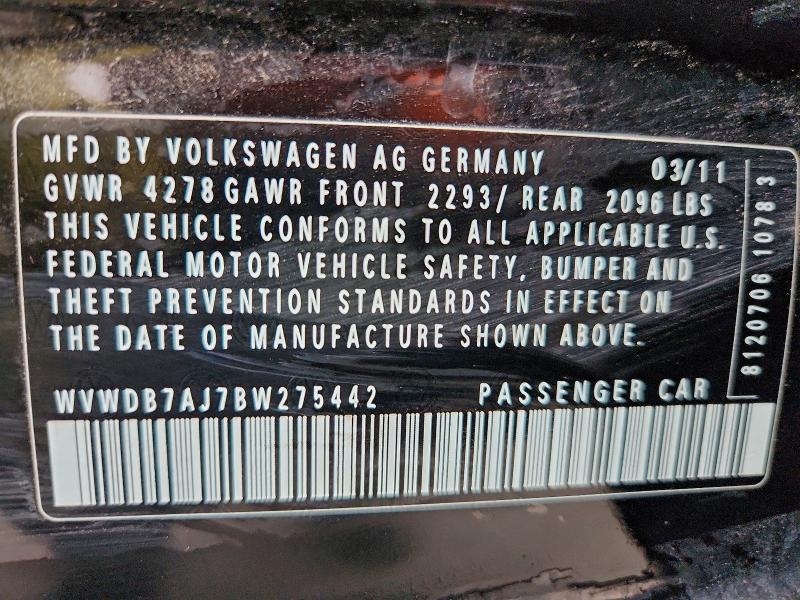 MFD BY VOLKSWAGEN AG GERMANY 03/11
GVWR 4278 GAWR FRONT 2293/ REAR 2096 LBS
THIS VEHICLE CONFORMS TO ALL APPLICABLE U.S.
FEDERAL MOTOR VEHICLE SAFETY, BUMPER AND
THEFT PREVENTION STANDARDS IN EFFECT ON
THE DATE OF MANUFACTURE SHOWN ABOVE.
WVWDB7AJ7BW275442 PASSENGER CAR
8120706 10783